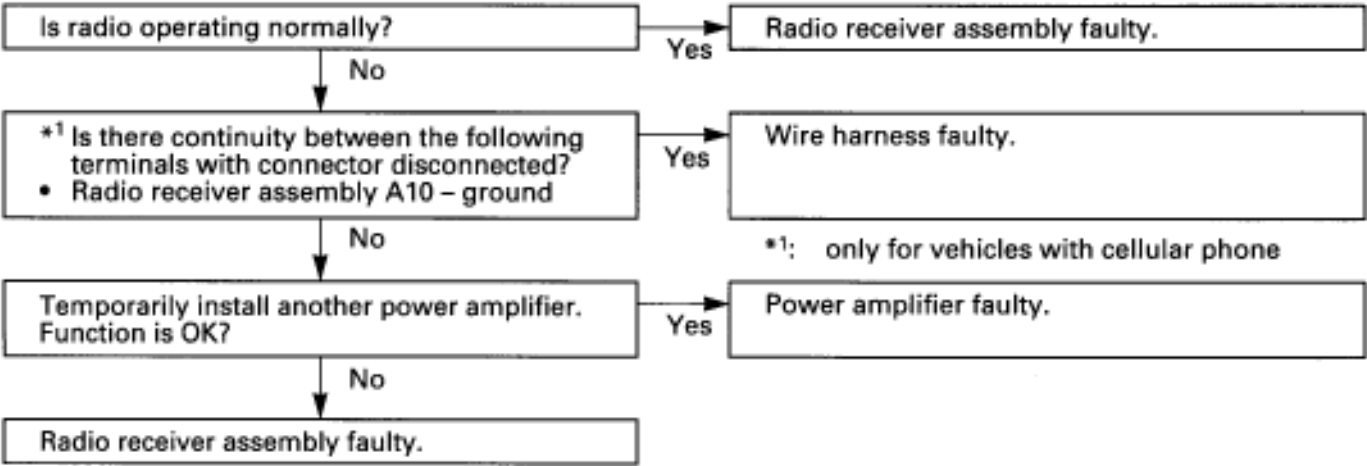 Is radio operating normally?
Yes
Radio receiver assembly faulty.
No
*1 Is there continuity between the following
terminals with connector disconnected?
• Radio receiver assembly A10 – ground
Yes
Wire harness faulty.
No
*1: only for vehicles with cellular phone
Temporarily install another power amplifier.
Function is OK?
Yes
Power amplifier faulty.
No
Radio receiver assembly faulty.